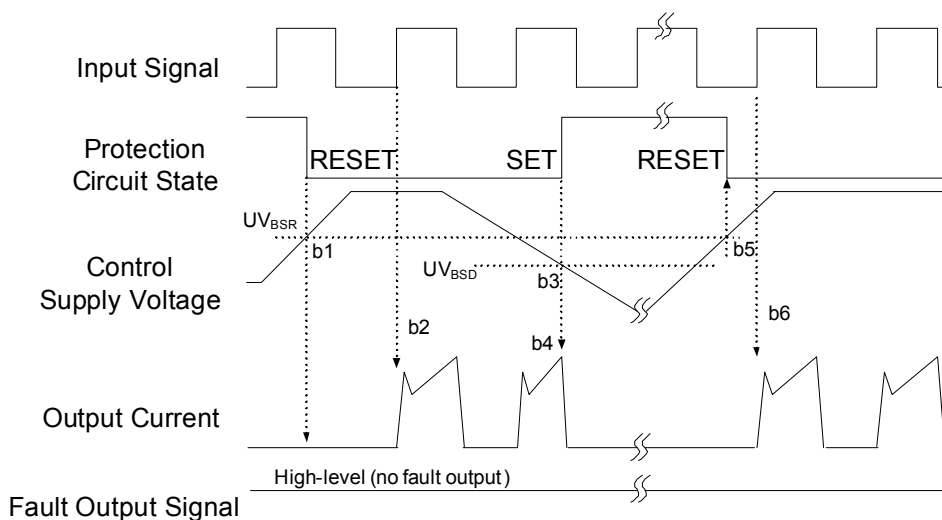 Input Signal
Protection
Circuit State
RESET
SET
RESET
UVBSR
b1
b5
UVBSD
b3
Control
Supply Voltage
b2
b4
b6
Output Current
High-level (no fault output)
Fault Output Signal